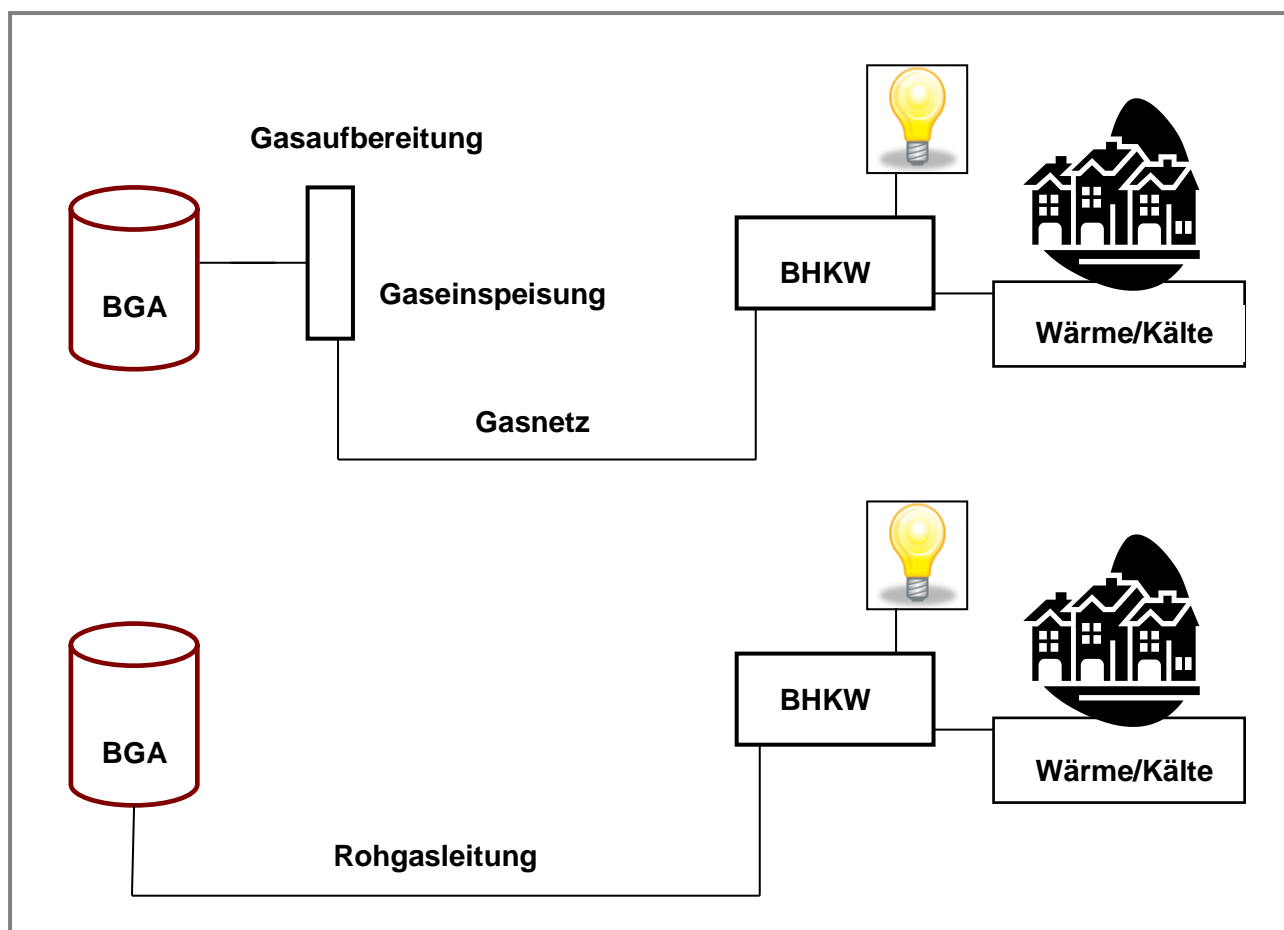 Gasaufbereitung
BGA
Gaseinspeisung
BHKW
Wärme/Kälte
Gasnetz
BGA
BHKW
Wärme/Kälte
Rohgasleitung